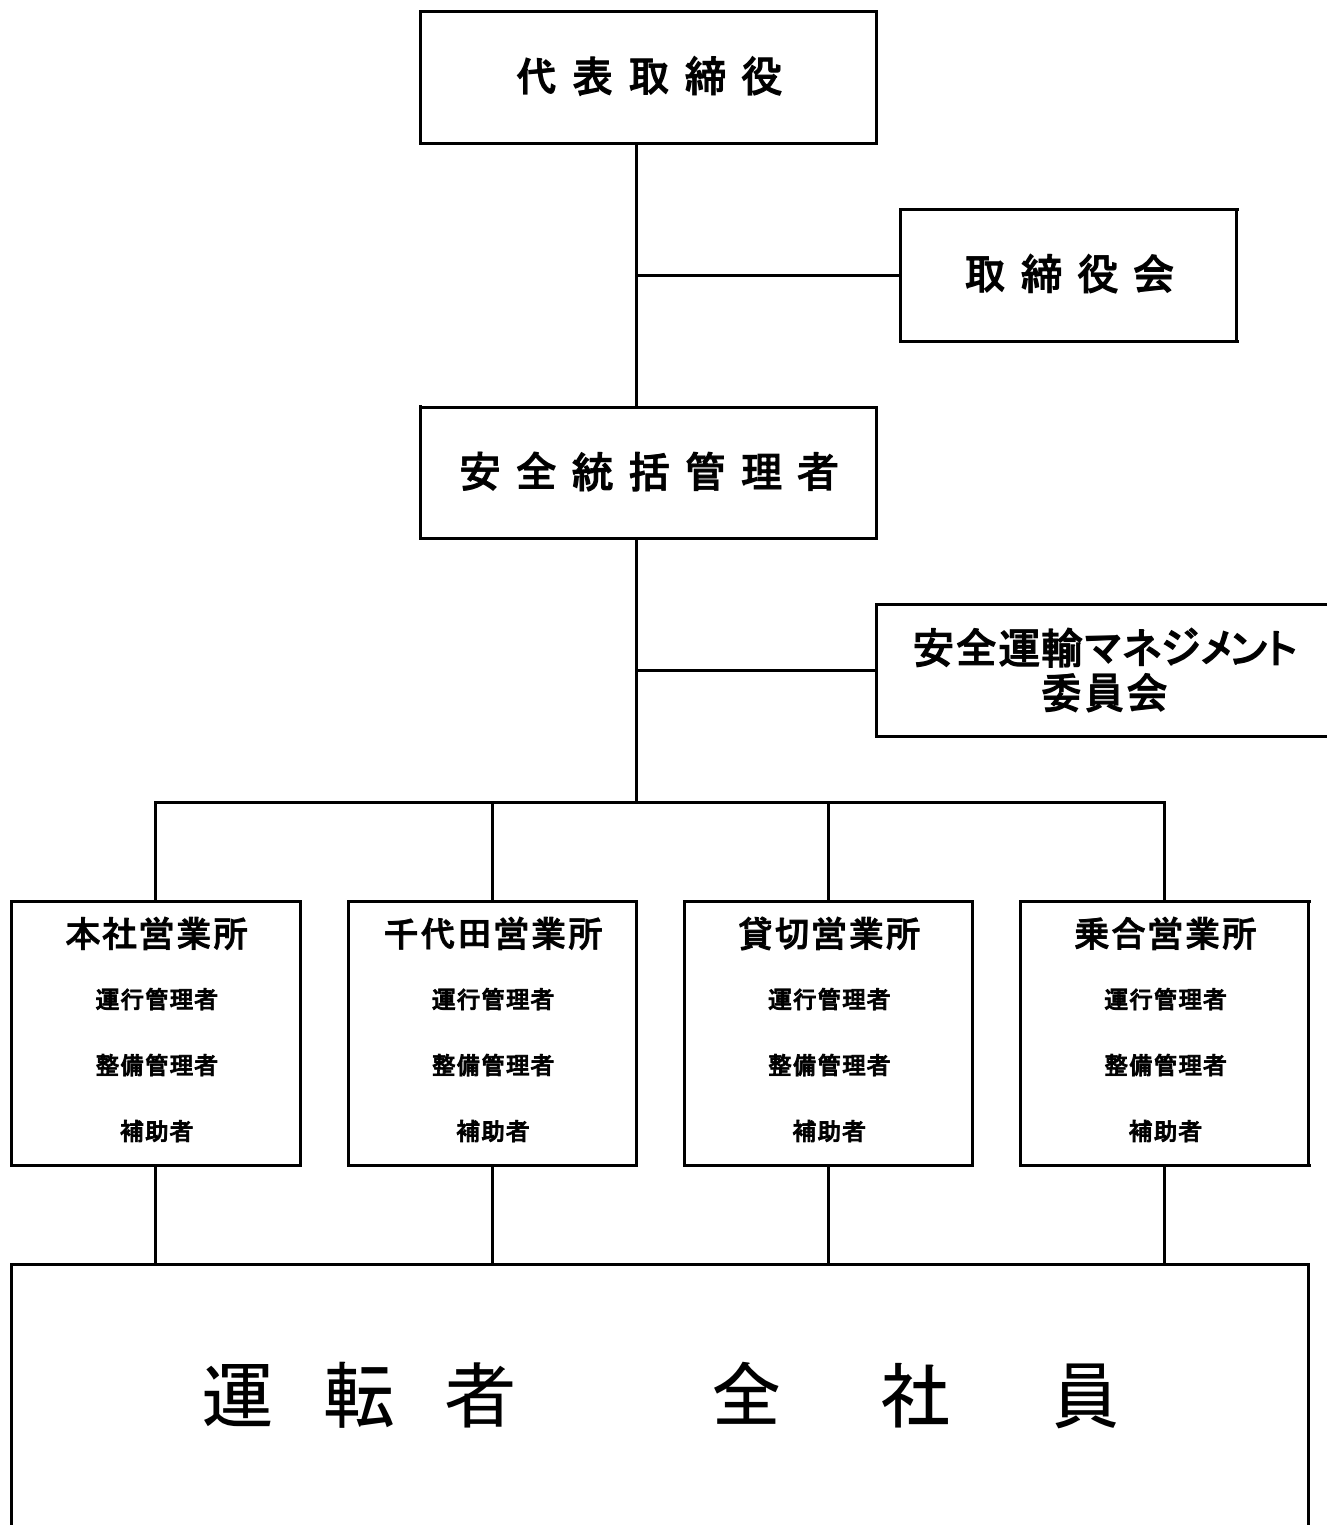 代表取締役
取締役会
安全統括管理者
安全運輸マネジメント
委員会
本社営業所
運行管理者
整備管理者
補助者
千代田営業所
運行管理者
整備管理者
補助者
貸切営業所
運行管理者
整備管理者
補助者
乗合営業所
運行管理者
整備管理者
補助者
運転者 全社員